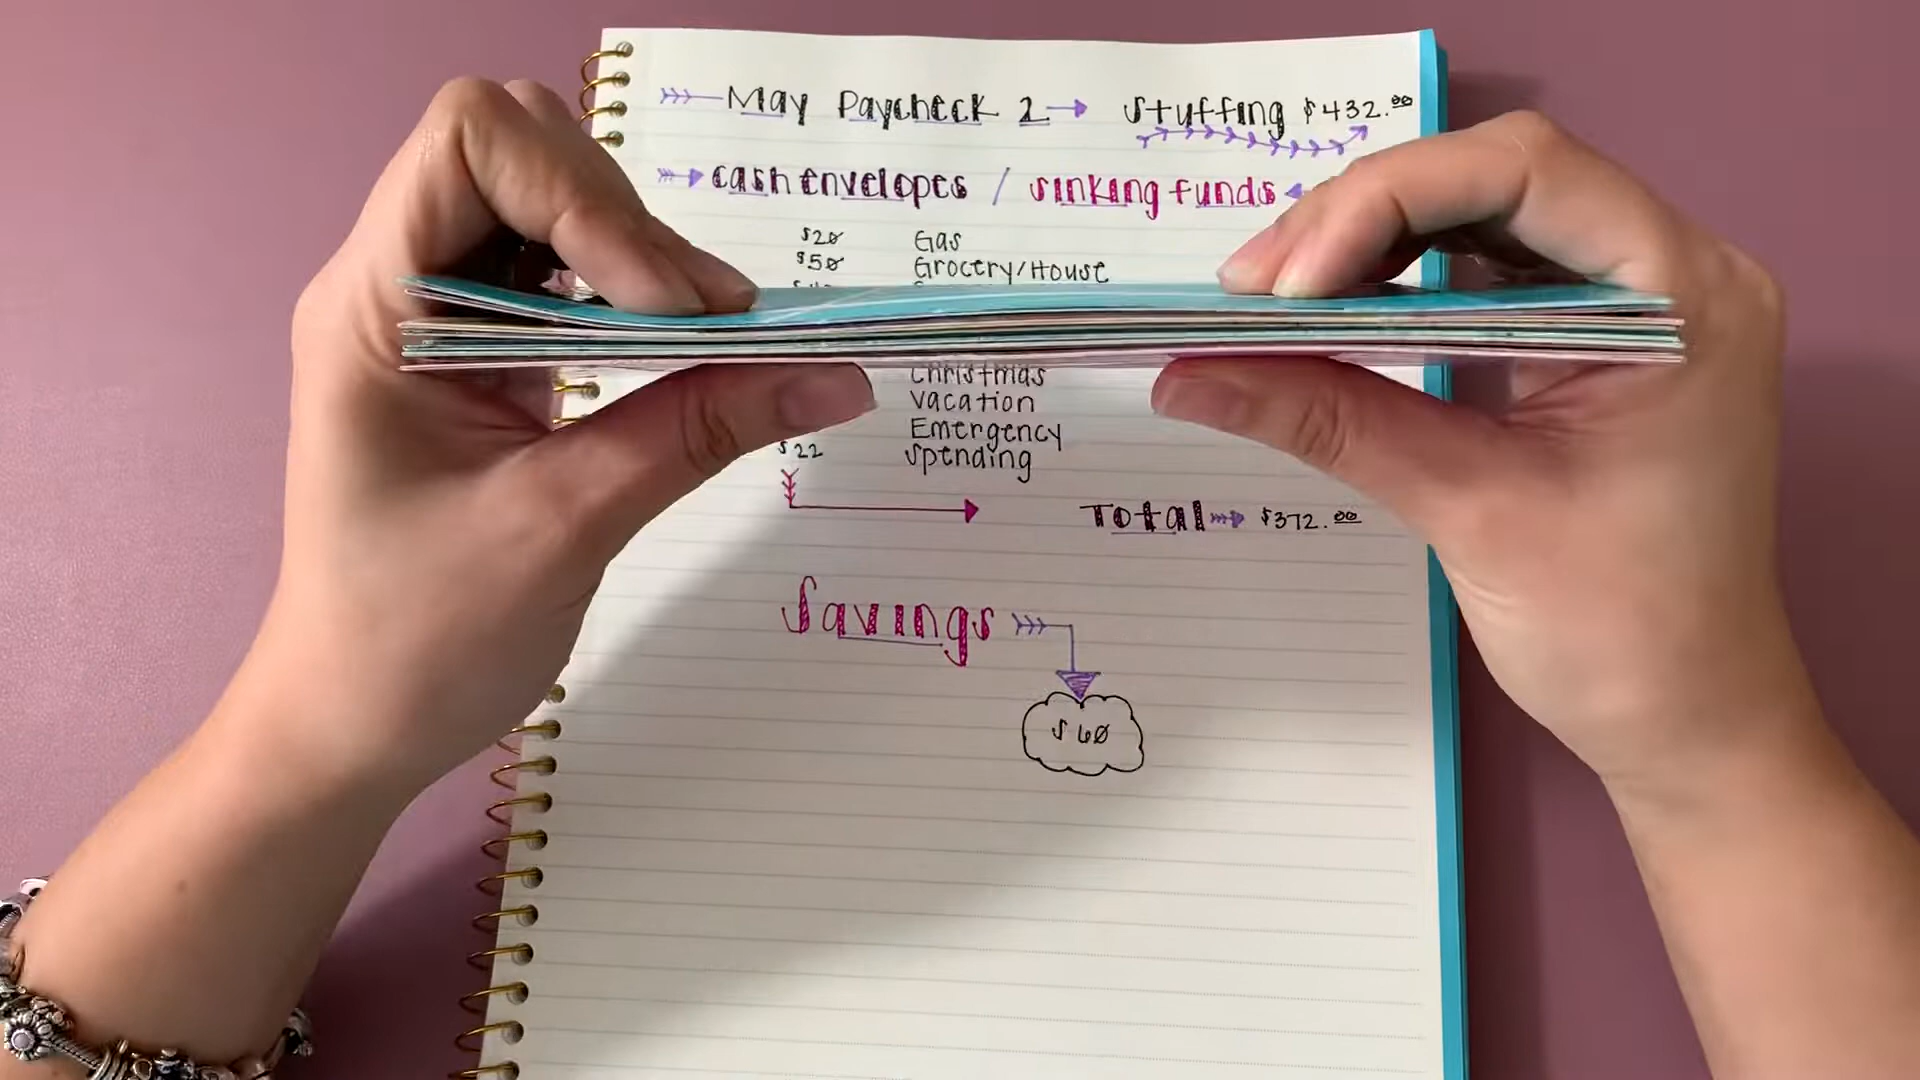 May Paycheck 2 Stuffing $432.00
cash envelopes / sinking funds
$20 Gas
$50 Grocery/House
Christmas
vacation
Emergency
$22 spending
Total $372.00
Savings
$60